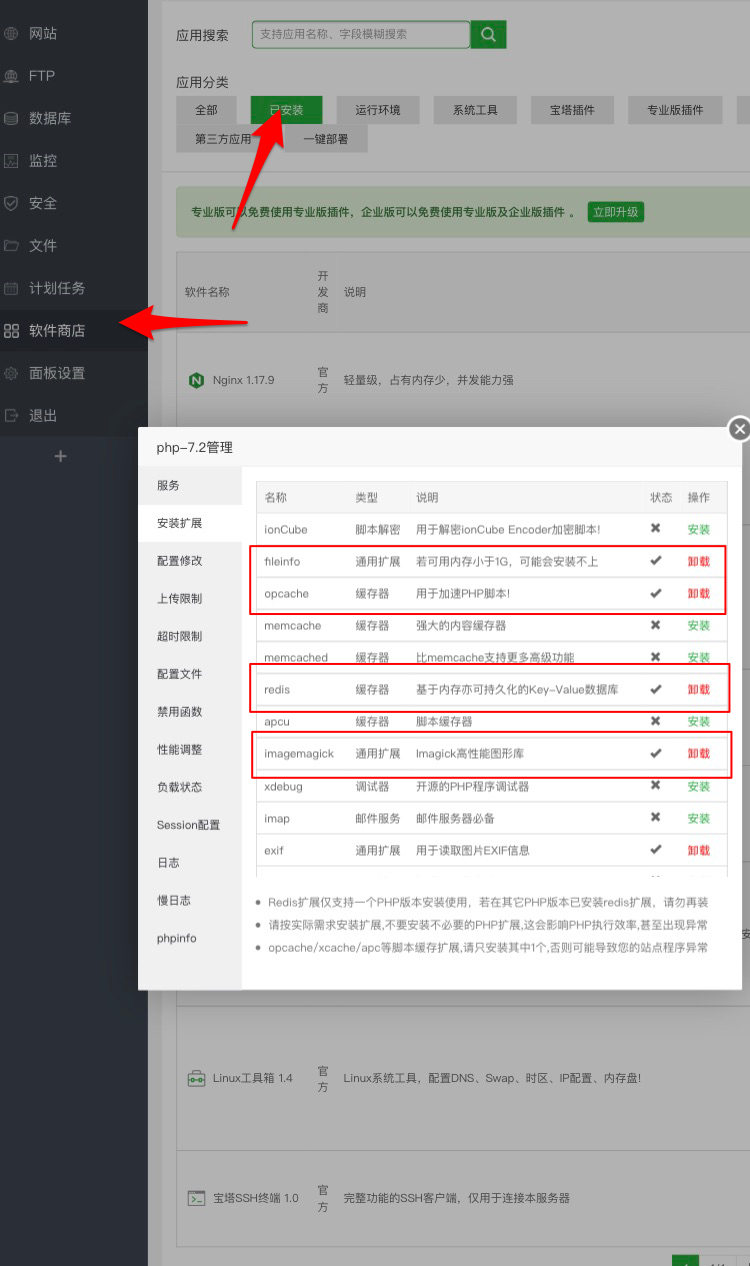 网站
FTP
数据库
监控
安全
文件
计划任务
软件商店
面板设置
退出
应用搜索 支持应用名称、字段模糊搜索
应用分类
全部 已安装 运行环境 系统工具 宝塔插件 专业版插件
第三方应用 一键部署
专业版可以免费使用专业版插件，企业版可以免费使用专业版及企业版插件 。 立即升级
软件名称 开发商 说明
Nginx 1.17.9 官方 轻量级，占有内存少，并发能力强
php-7.2管理
服务
安装扩展
配置修改
上传限制
超时限制
配置文件
禁用函数
性能调整
负载状态
Session配置
日志
慢日志
phpinfo
名称 类型 说明 状态 操作
ionCube 脚本解密 用于解密ionCube Encoder加密脚本! 安装
fileinfo 通用扩展 若可用内存小于1G，可能会安装不上 卸载
opcache 缓存器 用于加速PHP脚本! 卸载
memcache 缓存器 强大的内容缓存器 安装
memcached 缓存器 比memcache支持更多高级功能 安装
redis 缓存器 基于内存亦可持久化的Key-Value数据库 卸载
apcu 缓存器 脚本缓存器 安装
imagemagick 通用扩展 Imagick高性能图形库 卸载
xdebug 调试器 开源的PHP程序调试器 安装
imap 邮件服务 邮件服务器必备 安装
exif 通用扩展 用于读取图片EXIF信息 卸载
Redis扩展仅支持一个PHP版本安装使用，若在其它PHP版本已安装redis扩展，请勿再装
请按实际需求安装扩展,不要安装不必要的PHP扩展,这会影响PHP执行效率,甚至出现异常
opcache/xcache/apc等脚本缓存扩展,请只安装其中1个,否则可能导致您的站点程序异常
Linux工具箱 1.4 官方 Linux系统工具，配置DNS、Swap、时区、IP配置、内存盘!
宝塔SSH终端 1.0 官方 完整功能的SSH客户端，仅用于连接本服务器